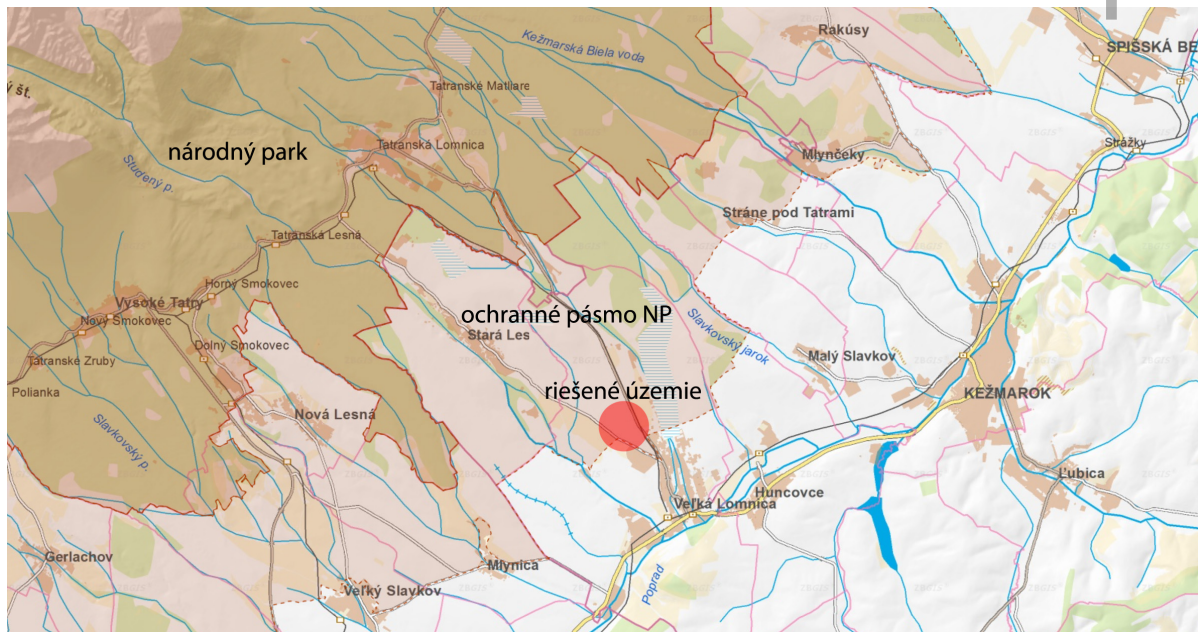 Rakúsy
SPIŠSKÁ BE
Kežmarská Biela voda
ý št.
Tatranské Matliare
národný park
Tatranská Lomnica
Strážky
Mlynčeky
Studený p.
Stráne pod Tatrami
Tatranská Lesná
Horný Smokovec
Vysoké Tatry
ochranné pásmo NP
Nový Smokovec
Stará Les
Slavkovský jarok
Dolný Smokovec
Malý Slavkov
Tatranské Zruby
riešené územie
Polianka
KEŽMAROK
Nová Lesná
Slavkovský p.
Ľubica
Huncovce
Veľká Lomnica
Gerlachov
Mlynica
Poprad
Veľký Slavkov